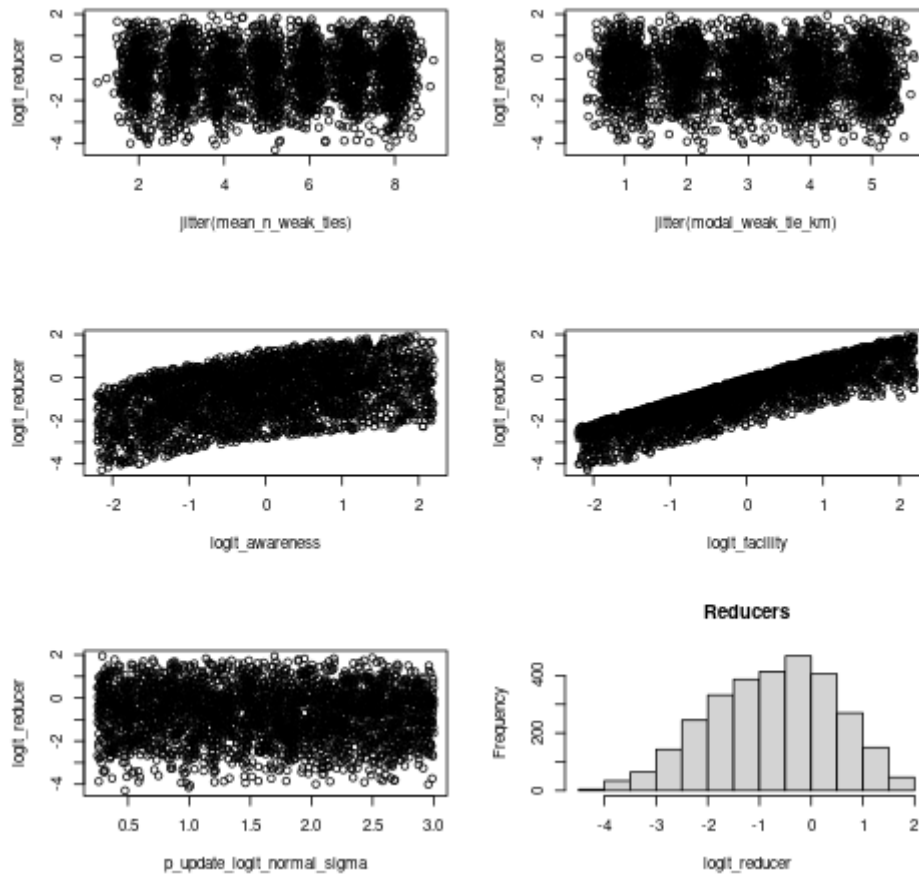 logit_reducer
2
0
-2
-4
2 4 6 8
jitter(mean_n_weak_ties)
logit_reducer
2
0
-2
-4
1 2 3 4 5
jitter(modal_weak_tie_km)
logit_reducer
2
0
-2
-4
-2 -1 0 1 2
logit_awareness
logit_reducer
2
0
-2
-4
-2 -1 0 1 2
logit_facility
logit_reducer
2
0
-2
-4
0.5 1.0 1.5 2.0 2.5 3.0
p_update_logit_normal_sigma
Reducers
Frequency
400
200
0
-4 -3 -2 -1 0 1 2
logit_reducer